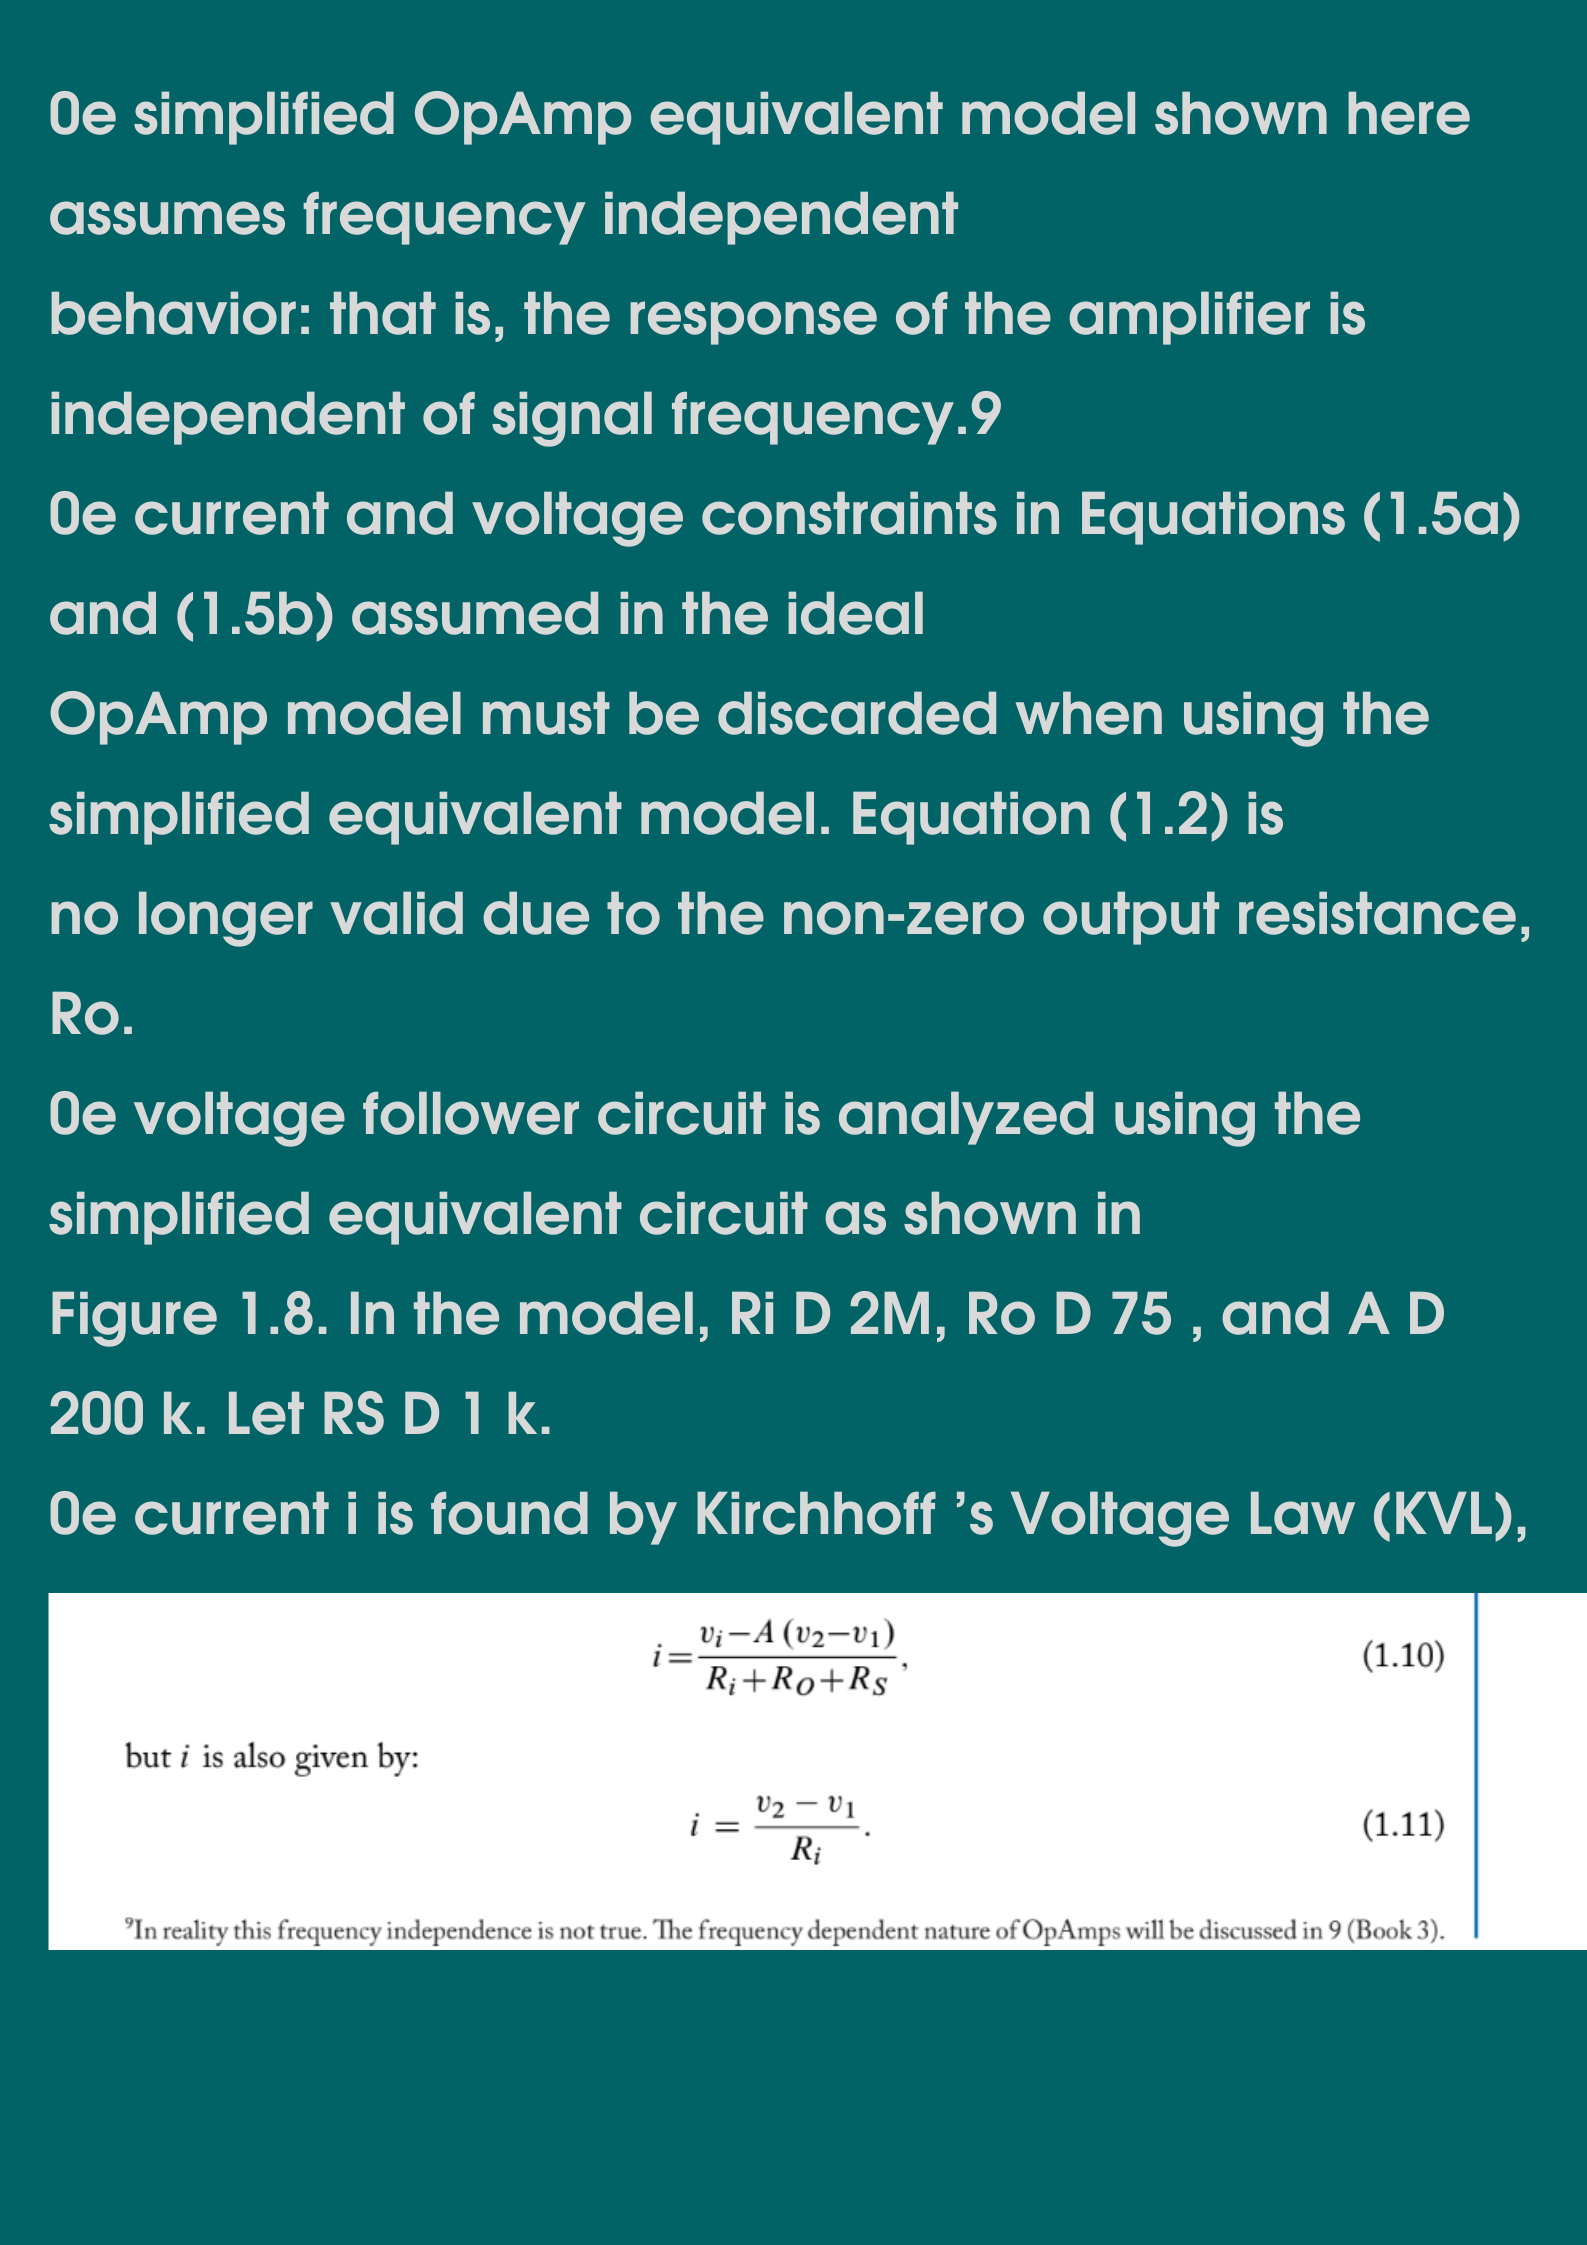 0e simplified OpAmp equivalent model shown here
assumes frequency independent
behavior: that is, the response of the amplifier is
independent of signal frequency.9
0e current and voltage constraints in Equations (1.5a)
and (1.5b) assumed in the ideal
OpAmp model must be discarded when using the
simplified equivalent model. Equation (1.2) is
no longer valid due to the non-zero output resistance,
Ro.
0e voltage follower circuit is analyzed using the
simplified equivalent circuit as shown in
Figure 1.8. In the model, Ri D 2M, Ro D 75 , and A D
200 k. Let RS D 1 k.
0e current i is found by Kirchhoff ’s Voltage Law (KVL),
i=\frac{v_i−A (v_2−v_1)}{R_i+R_O+R_S}, (1.10)
but i is also given by:
i = \frac{v_2 − v_1}{R_i}. (1.11)
⁹In reality this frequency independence is not true. The frequency dependent nature of OpAmps will be discussed in 9 (Book 3).